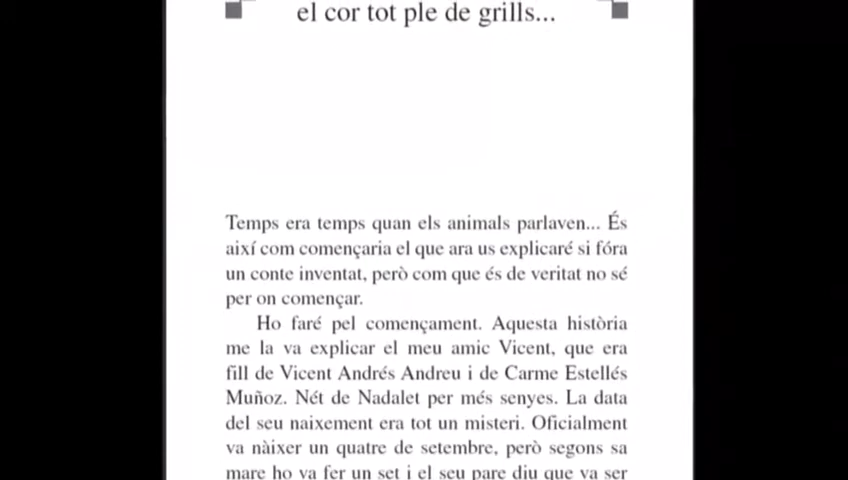 el cor tot ple de grills...
Temps era temps quan els animals parlaven... És
així com començaria el que ara us explicaré si fóra
un conte inventat, però com que és de veritat no sé
per on començar.
Ho faré pel començament. Aquesta història
me la va explicar el meu amic Vicent, que era
fill de Vicent Andrés Andreu i de Carme Estellés
Muñoz. Nét de Nadalet per més senyes. La data
del seu naixement era tot un misteri. Oficialment
va nàixer un quatre de setembre, però segons sa
mare ho va fer un set i el seu pare diu que va ser